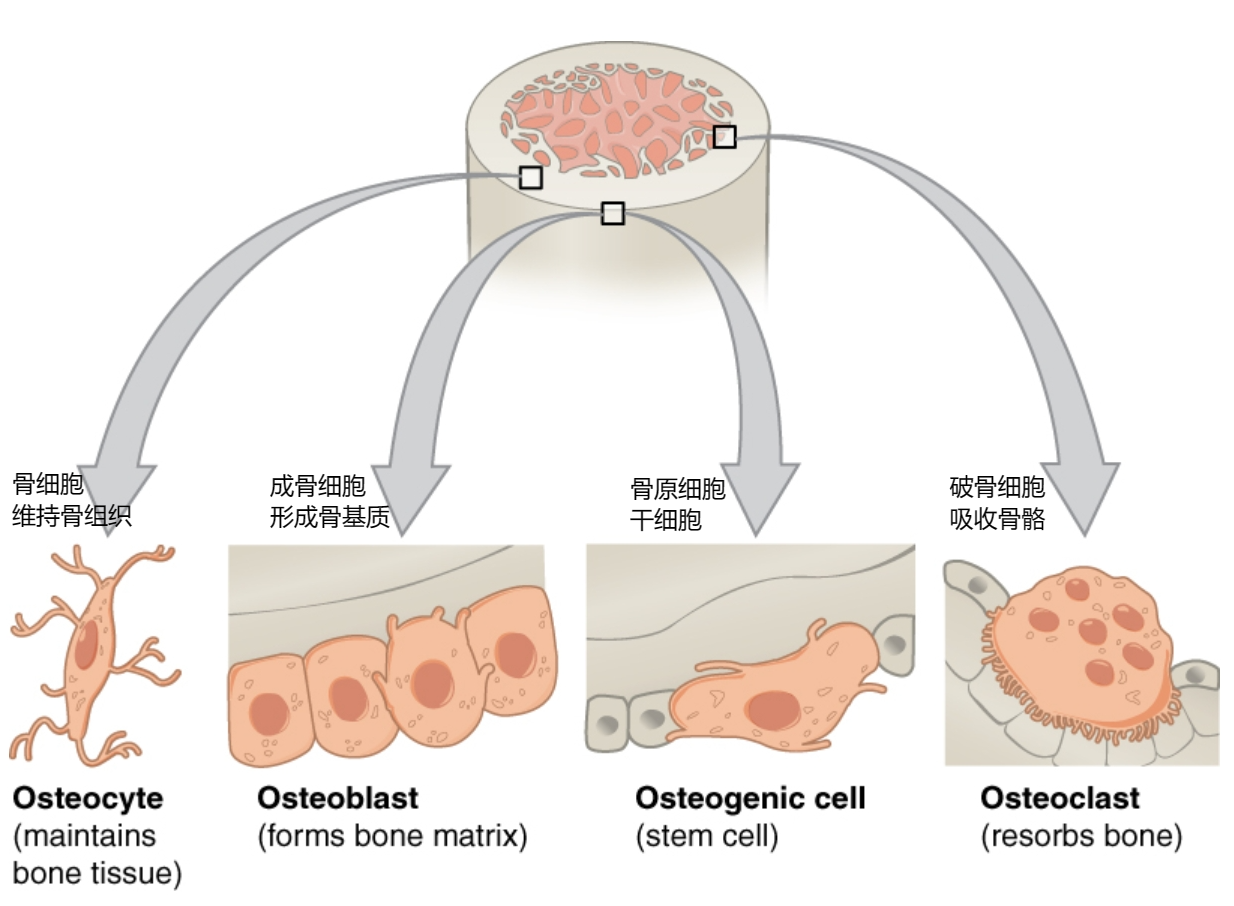 骨细胞
维持骨组织
成骨细胞
形成骨基质
骨原细胞
干细胞
破骨细胞
吸收骨骼
Osteocyte
(maintains
bone tissue)
Osteoblast
(forms bone matrix)
Osteogenic cell
(stem cell)
Osteoclast
(resorbs bone)